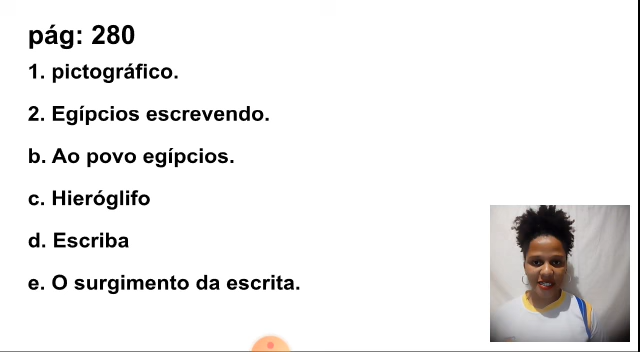 pág: 280
1. pictográfico.
2. Egípcios escrevendo.
b. Ao povo egípcios.
c. Hieróglifo
d. Escriba
e. O surgimento da escrita.